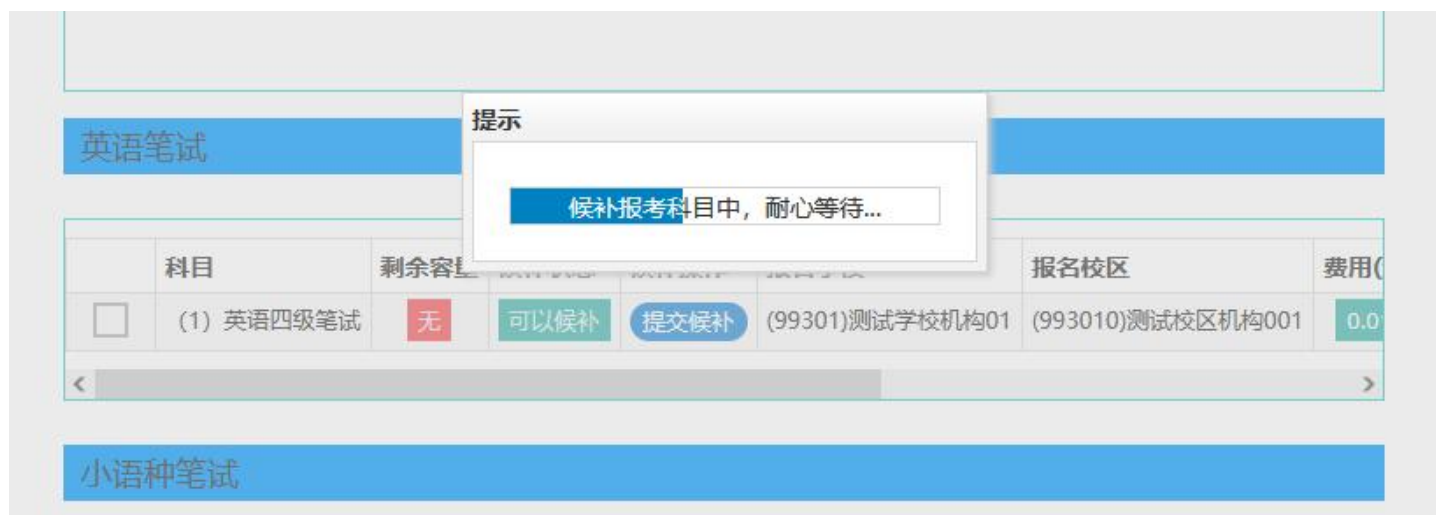 提示
英语笔试
候补报考科目中，耐心等待...
科目 剩余容量 报名校区 费用(
(1) 英语四级笔试 无 可以候补 提交候补 (99301)测试学校机构01 (993010)测试校区机构001 0.0
小语种笔试